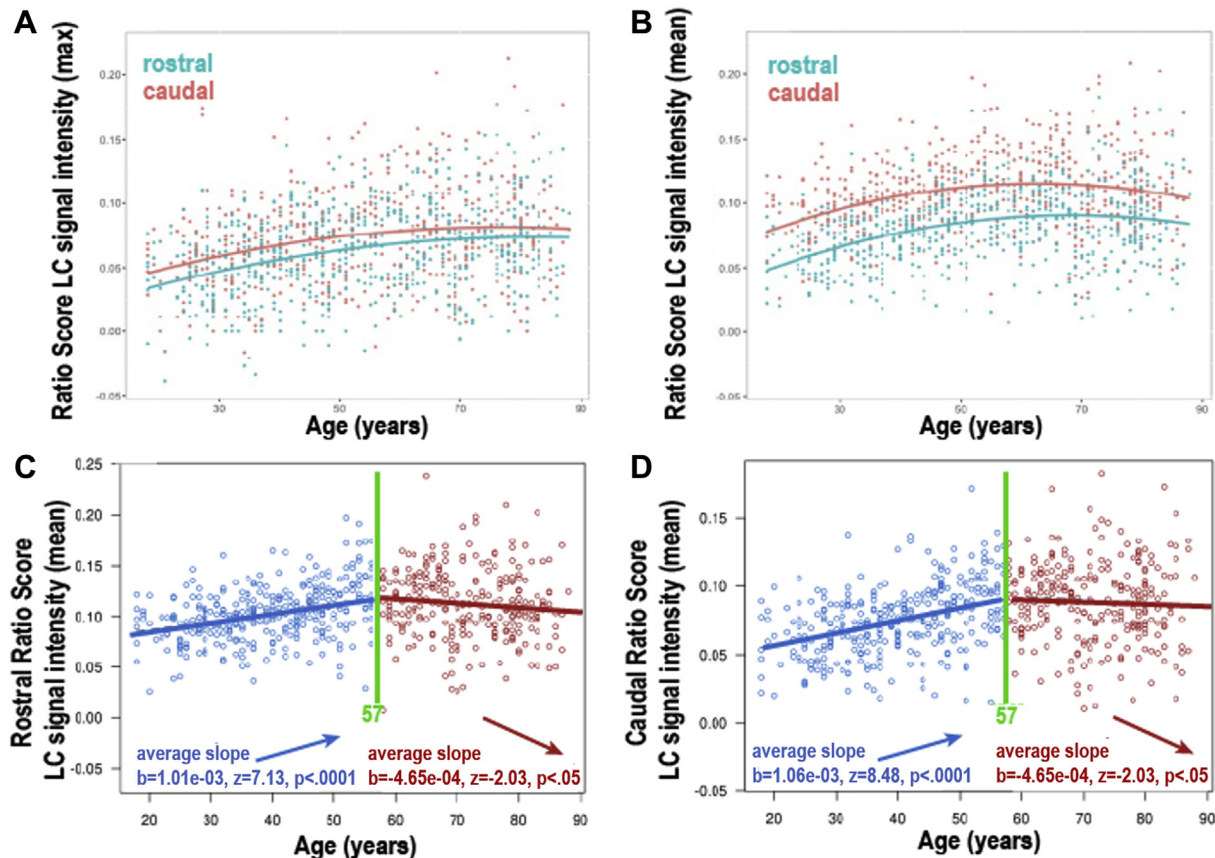 A
Ratio Score LC signal intensity (max)
rostral
caudal
0.20
0.15
0.10
0.05
0.00
-0.05
30
50
70
90
Age (years)
B
Ratio Score LC signal intensity (mean)
rostral
caudal
0.20
0.15
0.10
0.05
0.00
-0.05
30
50
70
90
Age (years)
C
Rostral Ratio Score
LC signal intensity (mean)
0.25
0.20
0.15
0.10
0.05
0.00
-0.05
57
average slope
b=1.01e-03, z=7.13, p<.0001
average slope
b=-4.65e-04, z=-2.03, p<.05
20 30 40 50 60 70 80 90
Age (years)
D
Caudal Ratio Score
LC signal intensity (mean)
0.15
0.10
0.05
0.00
-0.05
57
average slope
b=1.06e-03, z=8.48, p<.0001
average slope
b=-4.65e-04, z=-2.03, p<.05
20 30 40 50 60 70 80 90
Age (years)